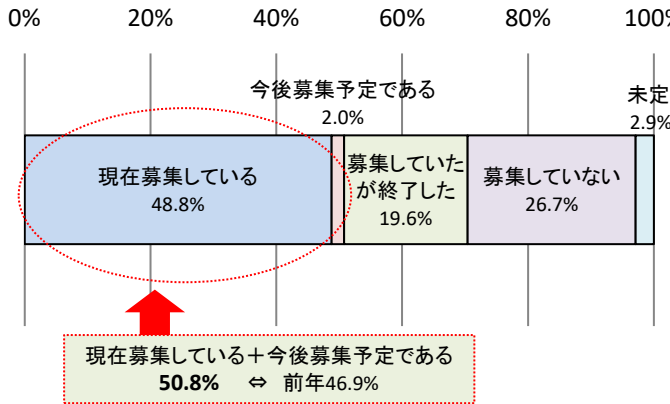 0% 20% 40% 60% 80% 100%
今後募集予定である
2.0%
未定
2.9%
現在募集している
48.8%
募集していた
が終了した
19.6%
募集していない
26.7%
現在募集している＋今後募集予定である
50.8% ⇔ 前年46.9%